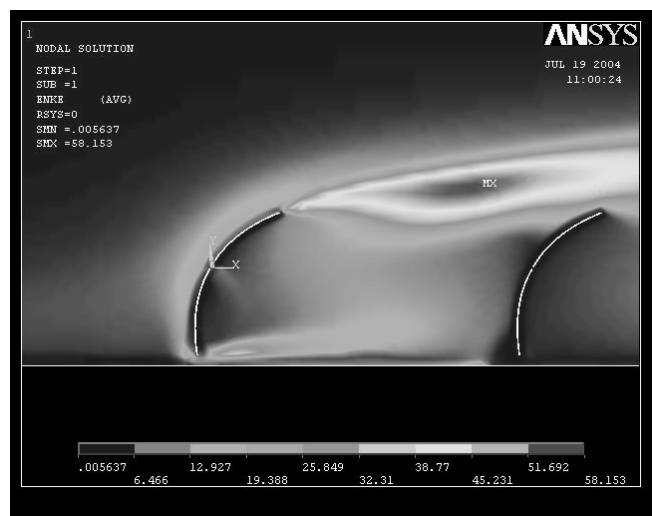 1
ANSYS
NODAL SOLUTION
JUL 19 2004
11:00:24
STEP=1
SUB =1
ENKE (AVG)
RSYS=0
SMN =.005637
SMX =58.153
MX
Y
X
.005637 12.927 25.849 38.77 51.692
6.466 19.388 32.31 45.231 58.153